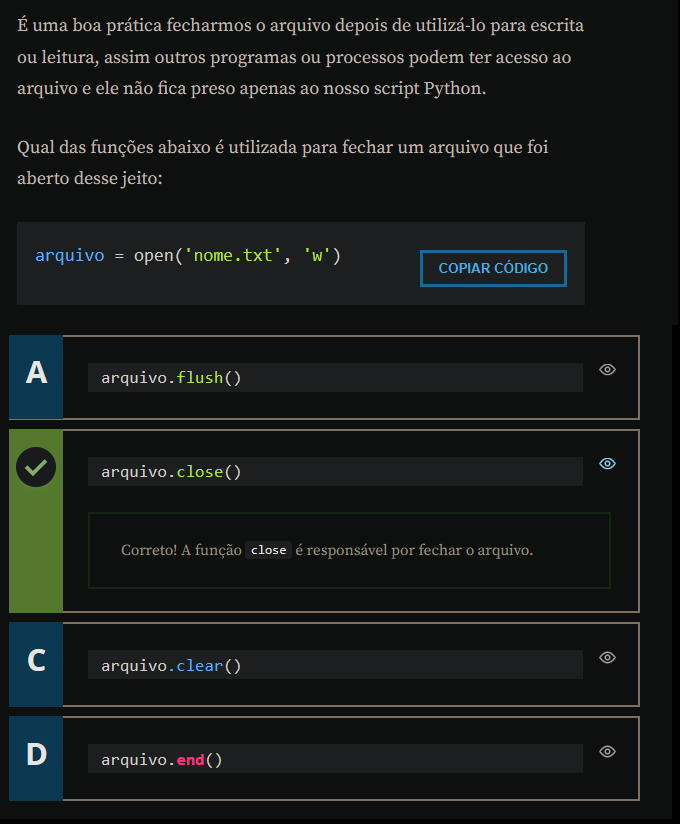 É uma boa prática fecharmos o arquivo depois de utilizá-lo para escrita
ou leitura, assim outros programas ou processos podem ter acesso ao
arquivo e ele não fica preso apenas ao nosso script Python.
Qual das funções abaixo é utilizada para fechar um arquivo que foi
aberto desse jeito:
arquivo = open('nome.txt', 'w')
COPIAR CÓDIGO
A
arquivo.flush()
arquivo.close()
Correto! A função close é responsável por fechar o arquivo.
C
arquivo.clear()
D
arquivo.end()